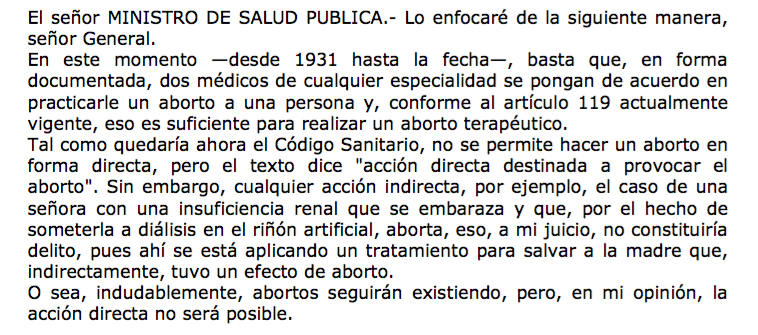 El señor MINISTRO DE SALUD PUBLICA.- Lo enfocaré de la siguiente manera,
señor General.
En este momento —desde 1931 hasta la fecha—, basta que, en forma
documentada, dos médicos de cualquier especialidad se pongan de acuerdo en
practicarle un aborto a una persona y, conforme al artículo 119 actualmente
vigente, eso es suficiente para realizar un aborto terapéutico.
Tal como quedaría ahora el Código Sanitario, no se permite hacer un aborto en
forma directa, pero el texto dice "acción directa destinada a provocar el
aborto". Sin embargo, cualquier acción indirecta, por ejemplo, el caso de una
señora con una insuficiencia renal que se embaraza y que, por el hecho de
someterla a diálisis en el riñón artificial, aborta, eso, a mi juicio, no constituiría
delito, pues ahí se está aplicando un tratamiento para salvar a la madre que,
indirectamente, tuvo un efecto de aborto.
O sea, indudablemente, abortos seguirán existiendo, pero, en mi opinión, la
acción directa no será posible.